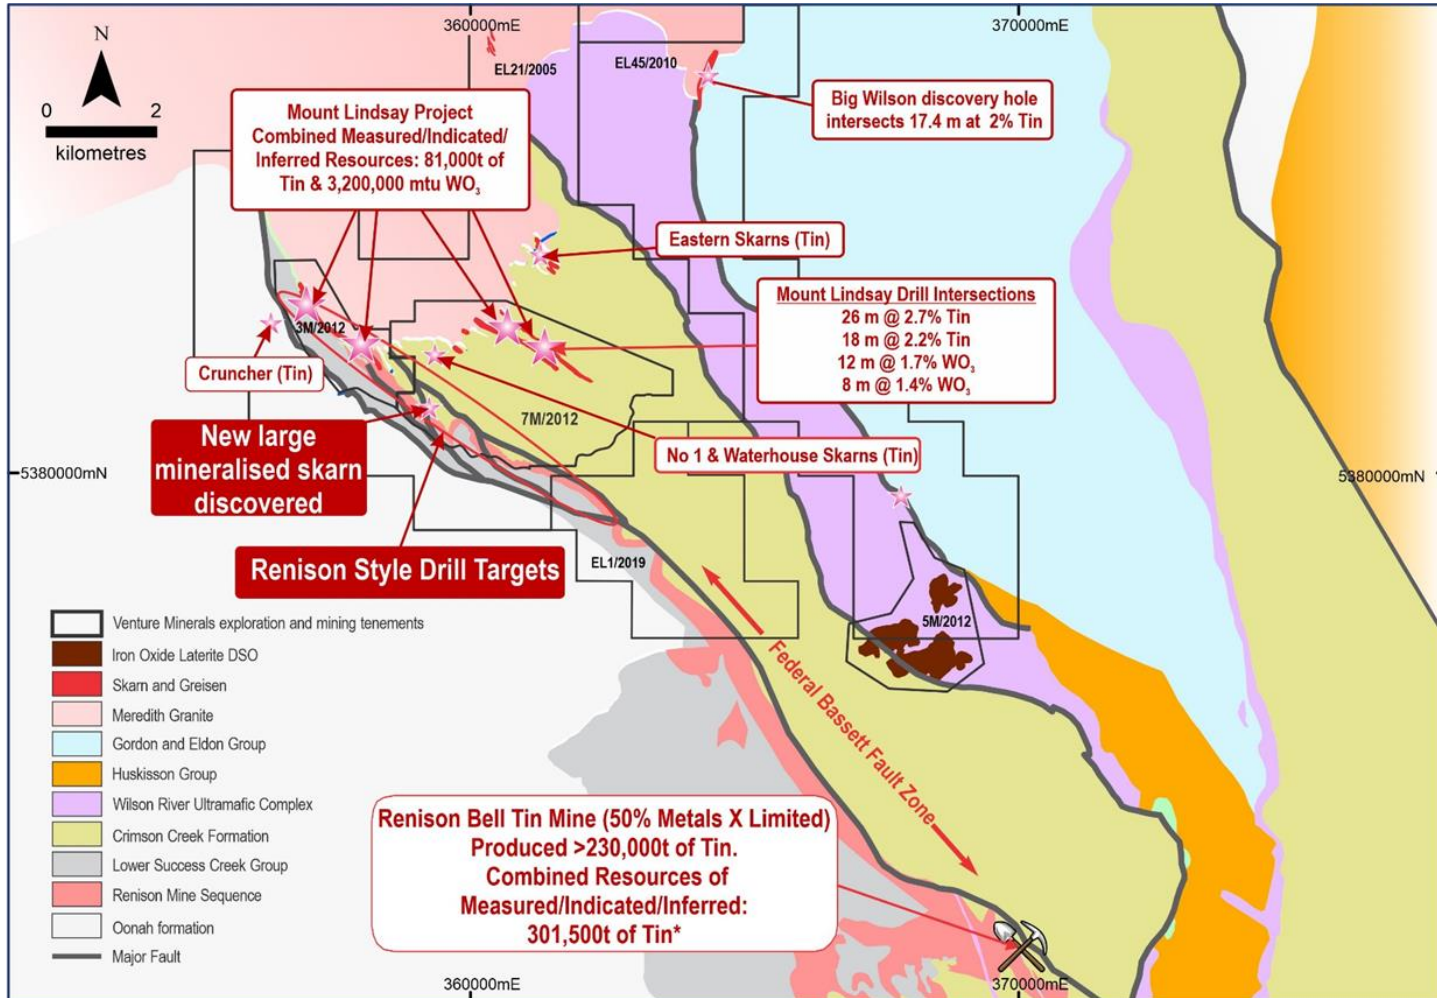 360000mE
370000mE
N
0 2
kilometres
EL21/2005
EL45/2010
Mount Lindsay Project
Combined Measured/Indicated/
Inferred Resources: 81,000t of
Tin & 3,200,000 mtu WO₃
Big Wilson discovery hole
intersects 17.4 m at 2% Tin
Eastern Skarns (Tin)
Mount Lindsay Drill Intersections
26 m @ 2.7% Tin
18 m @ 2.2% Tin
12 m @ 1.7% WO₃
8 m @ 1.4% WO₃
3M/2012
Cruncher (Tin)
7M/2012
New large
mineralised skarn
discovered
No 1 & Waterhouse Skarns (Tin)
5380000mN
5380000mN
Renison Style Drill Targets
EL1/2019
5M/2012
Federal Bassett Fault Zone
Venture Minerals exploration and mining tenements
Iron Oxide Laterite DSO
Skarn and Greisen
Meredith Granite
Gordon and Eldon Group
Huskisson Group
Wilson River Ultramafic Complex
Crimson Creek Formation
Lower Success Creek Group
Renison Mine Sequence
Oonah formation
Major Fault
Renison Bell Tin Mine (50% Metals X Limited)
Produced >230,000t of Tin.
Combined Resources of
Measured/Indicated/Inferred:
301,500t of Tin*
360000mE
370000mE